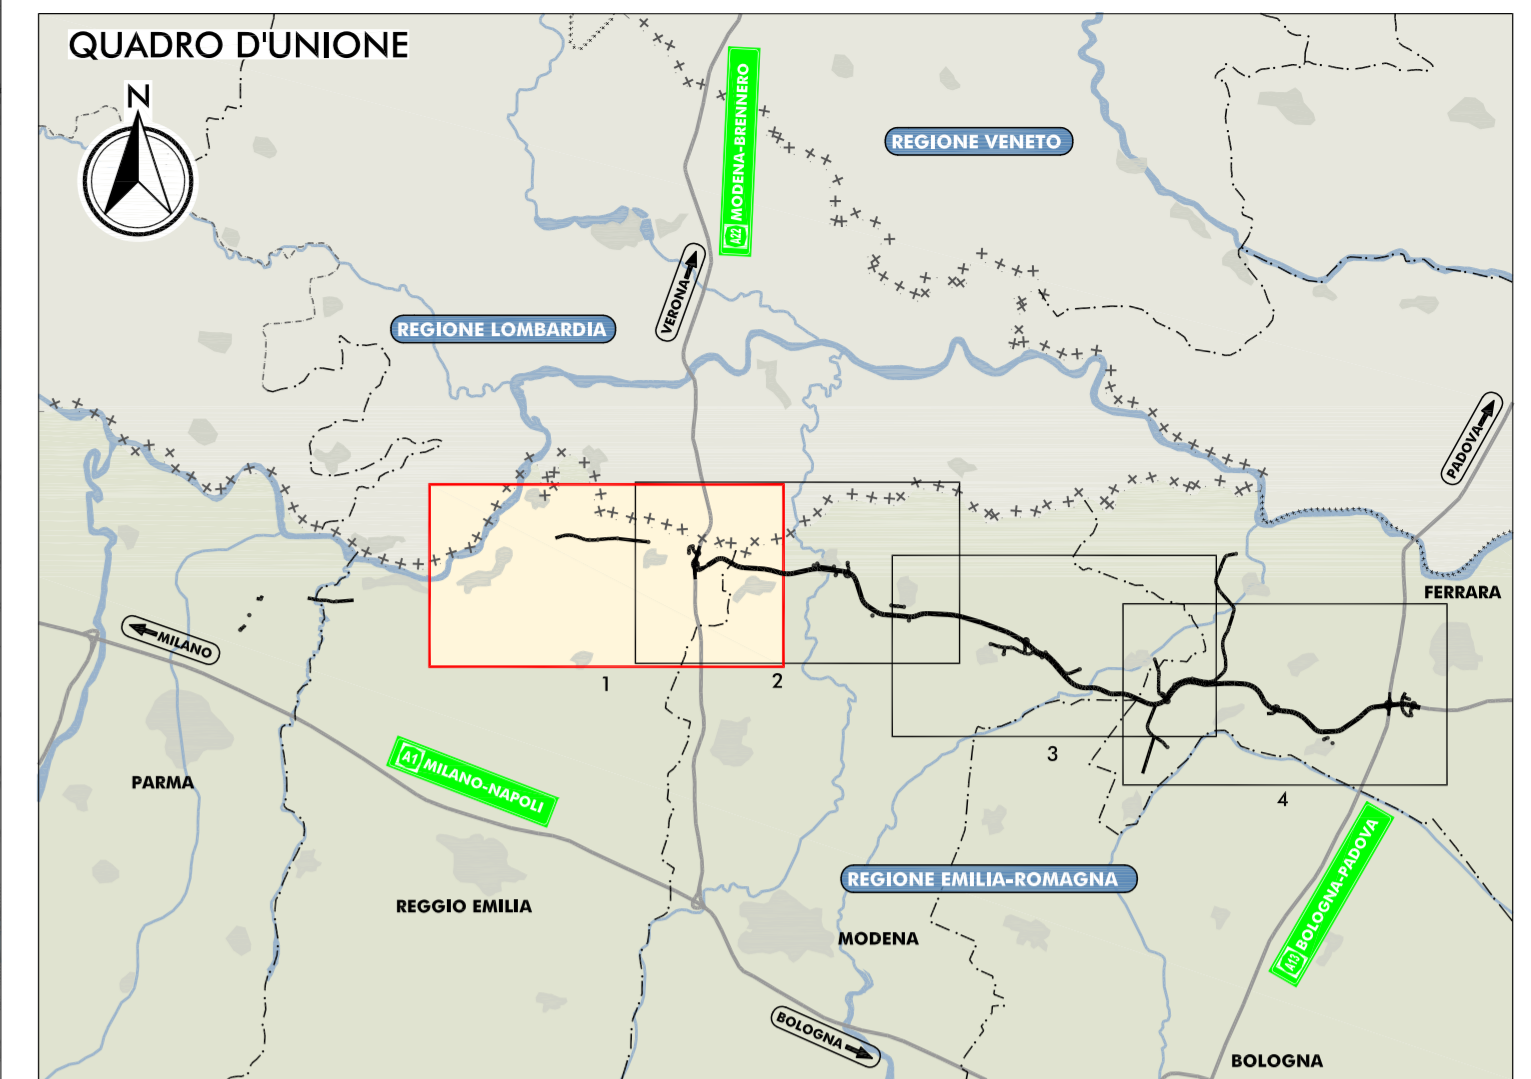 QUADRO D'UNIONE
N
A22 MODENA-BRENNERO
REGIONE VENETO
VERONA
REGIONE LOMBARDIA
PADOVA
FERRARA
MILANO
1
2
3
4
PARMA
A1 MILANO-NAPOLI
REGIONE EMILIA-ROMAGNA
A13 BOLOGNA-PADOVA
REGGIO EMILIA
MODENA
BOLOGNA
BOLOGNA